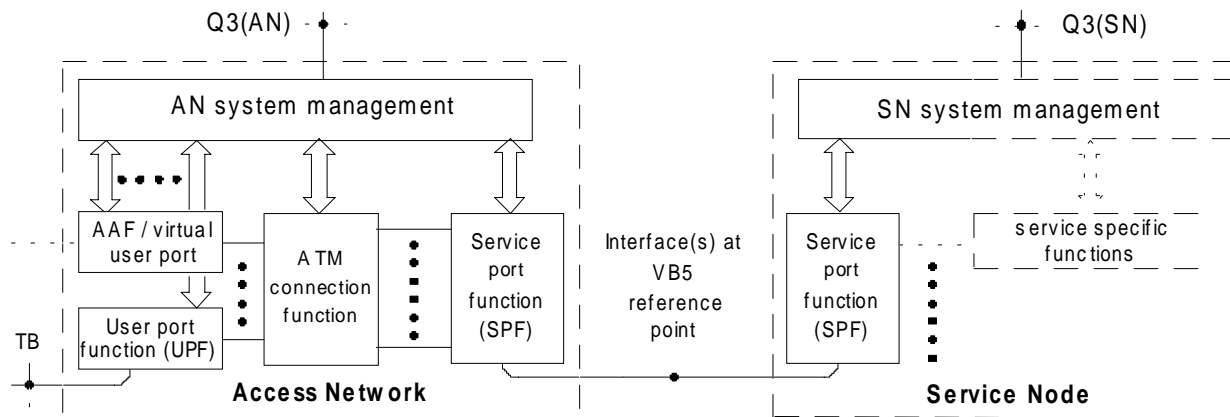 Q3(AN)
Q3(SN)
AN system management
SN system management
AAF / virtual
user port
ATM
connection
function
Service
port
function
(SPF)
Interface(s) at
VB5
reference
point
Service
port
function
(SPF)
service specific
functions
User port
function (UPF)
TB
Access Network
Service Node